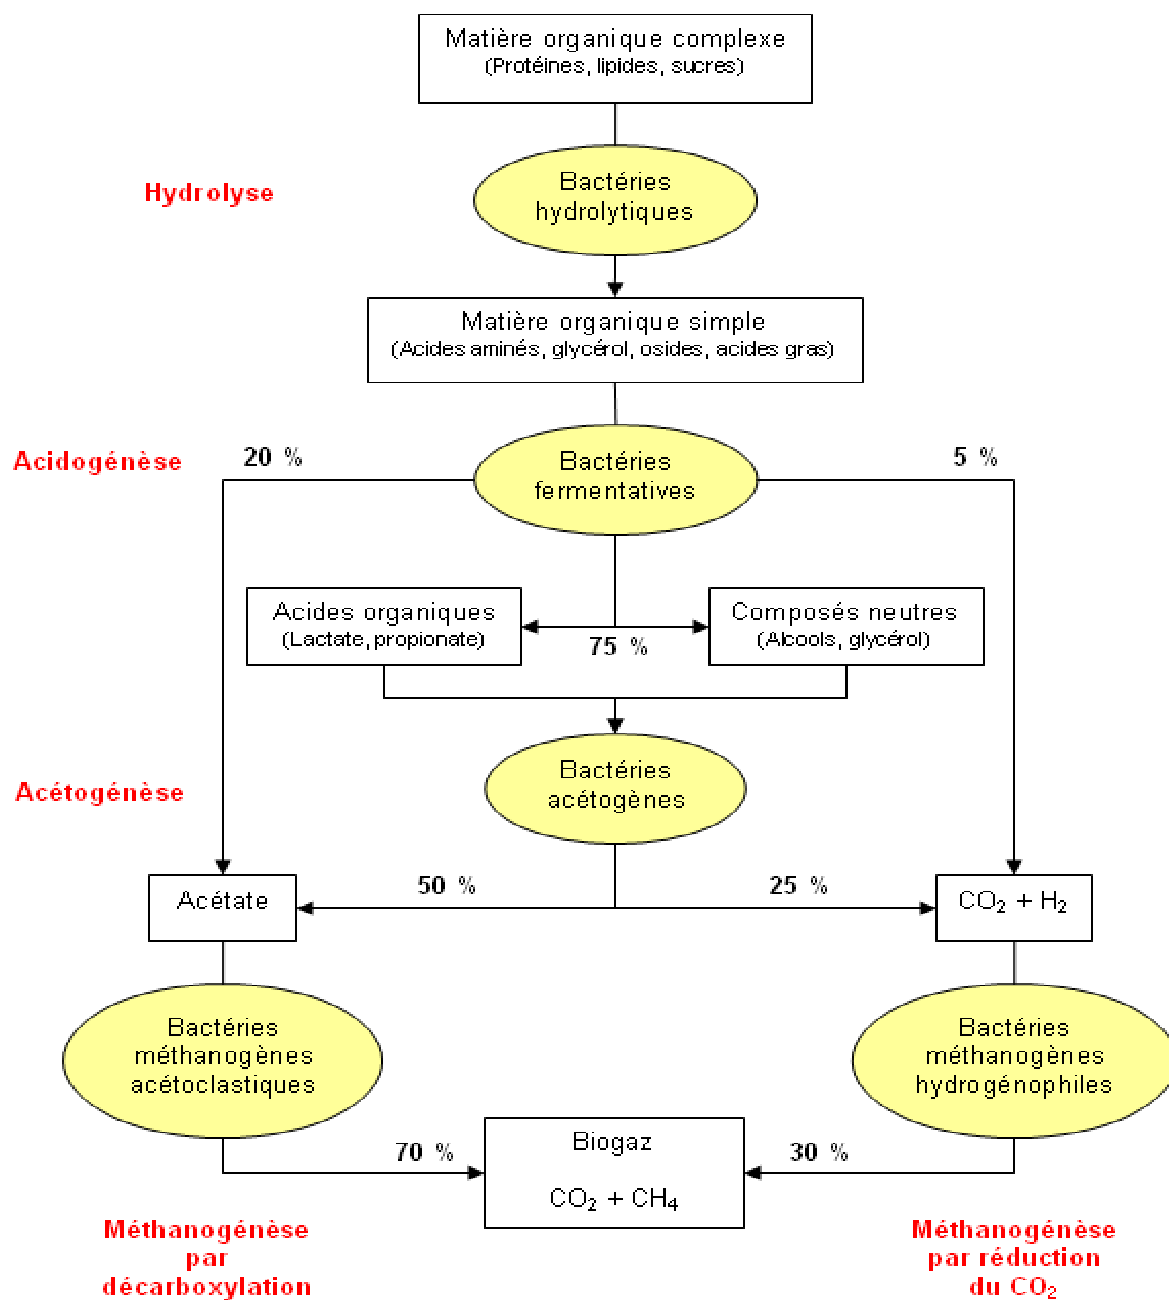 Matière organique complexe
(Protéines, lipides, sucres)
Hydrolyse
Bactéries
hydrolytiques
Matière organique simple
(Acides aminés, glycérol, osides, acides gras)
Acidogénèse
20 %
Bactéries
fermentatives
5 %
Acides organiques
(Lactate, propionate)
75 %
Composés neutres
(Alcools, glycérol)
Acétogénèse
Bactéries
acétogènes
Acétate
50 %
25 %
CO₂ + H₂
Bactéries
méthanogènes
acétoclastiques
Bactéries
méthanogènes
hydrogénophiles
70 %
Biogaz
CO₂ + CH₄
30 %
Méthanogénèse
par
décarboxylation
Méthanogénèse
par réduction
du CO₂